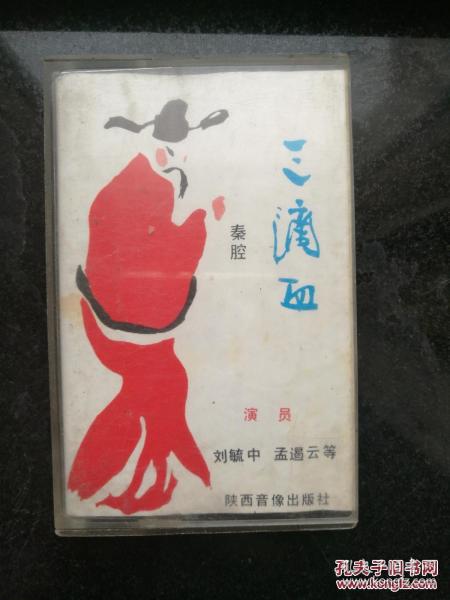 三滴血
秦腔
演员
刘毓中 孟遏云等
陕西音像出版社
孔夫子旧书网
www.kongfz.com